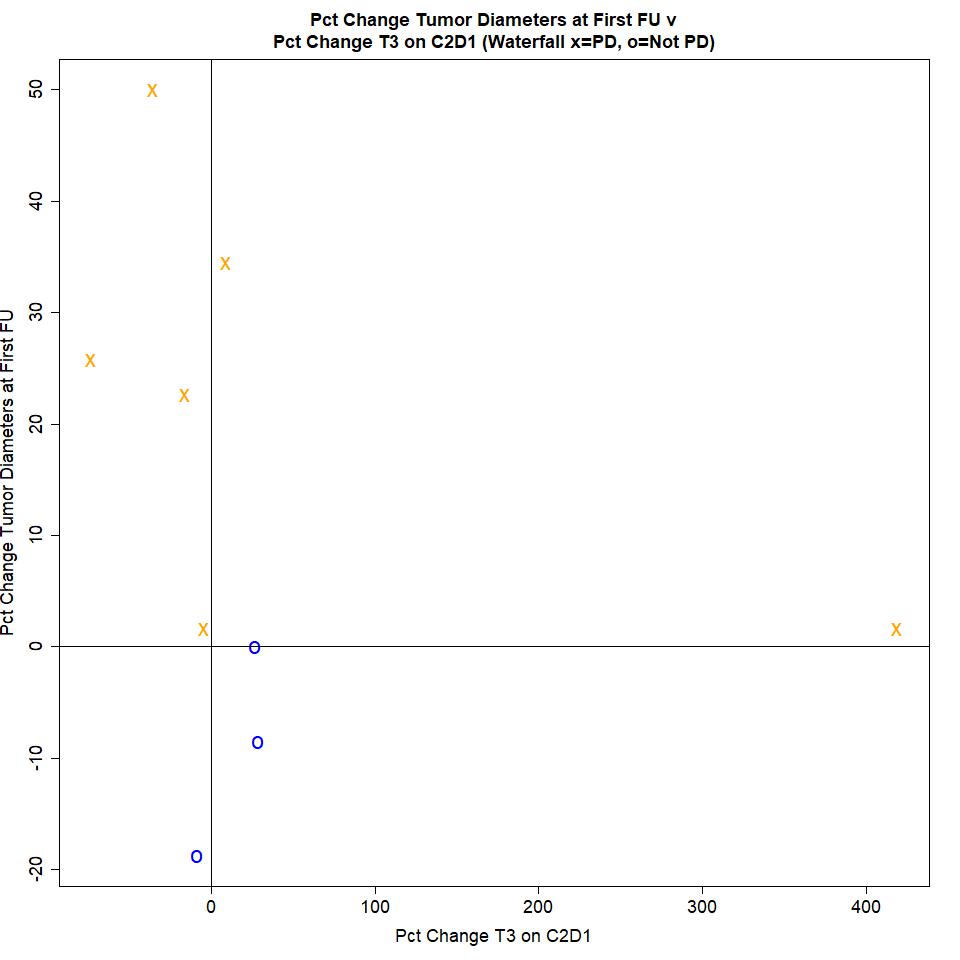 Pct Change Tumor Diameters at First FU v
Pct Change T3 on C2D1 (Waterfall x=PD, o=Not PD)
Pct Change Tumor Diameters at First FU
50
40
30
20
10
0
-10
-20
X
X
X
X
X
X
O
O
O
0
100
200
300
400
Pct Change T3 on C2D1